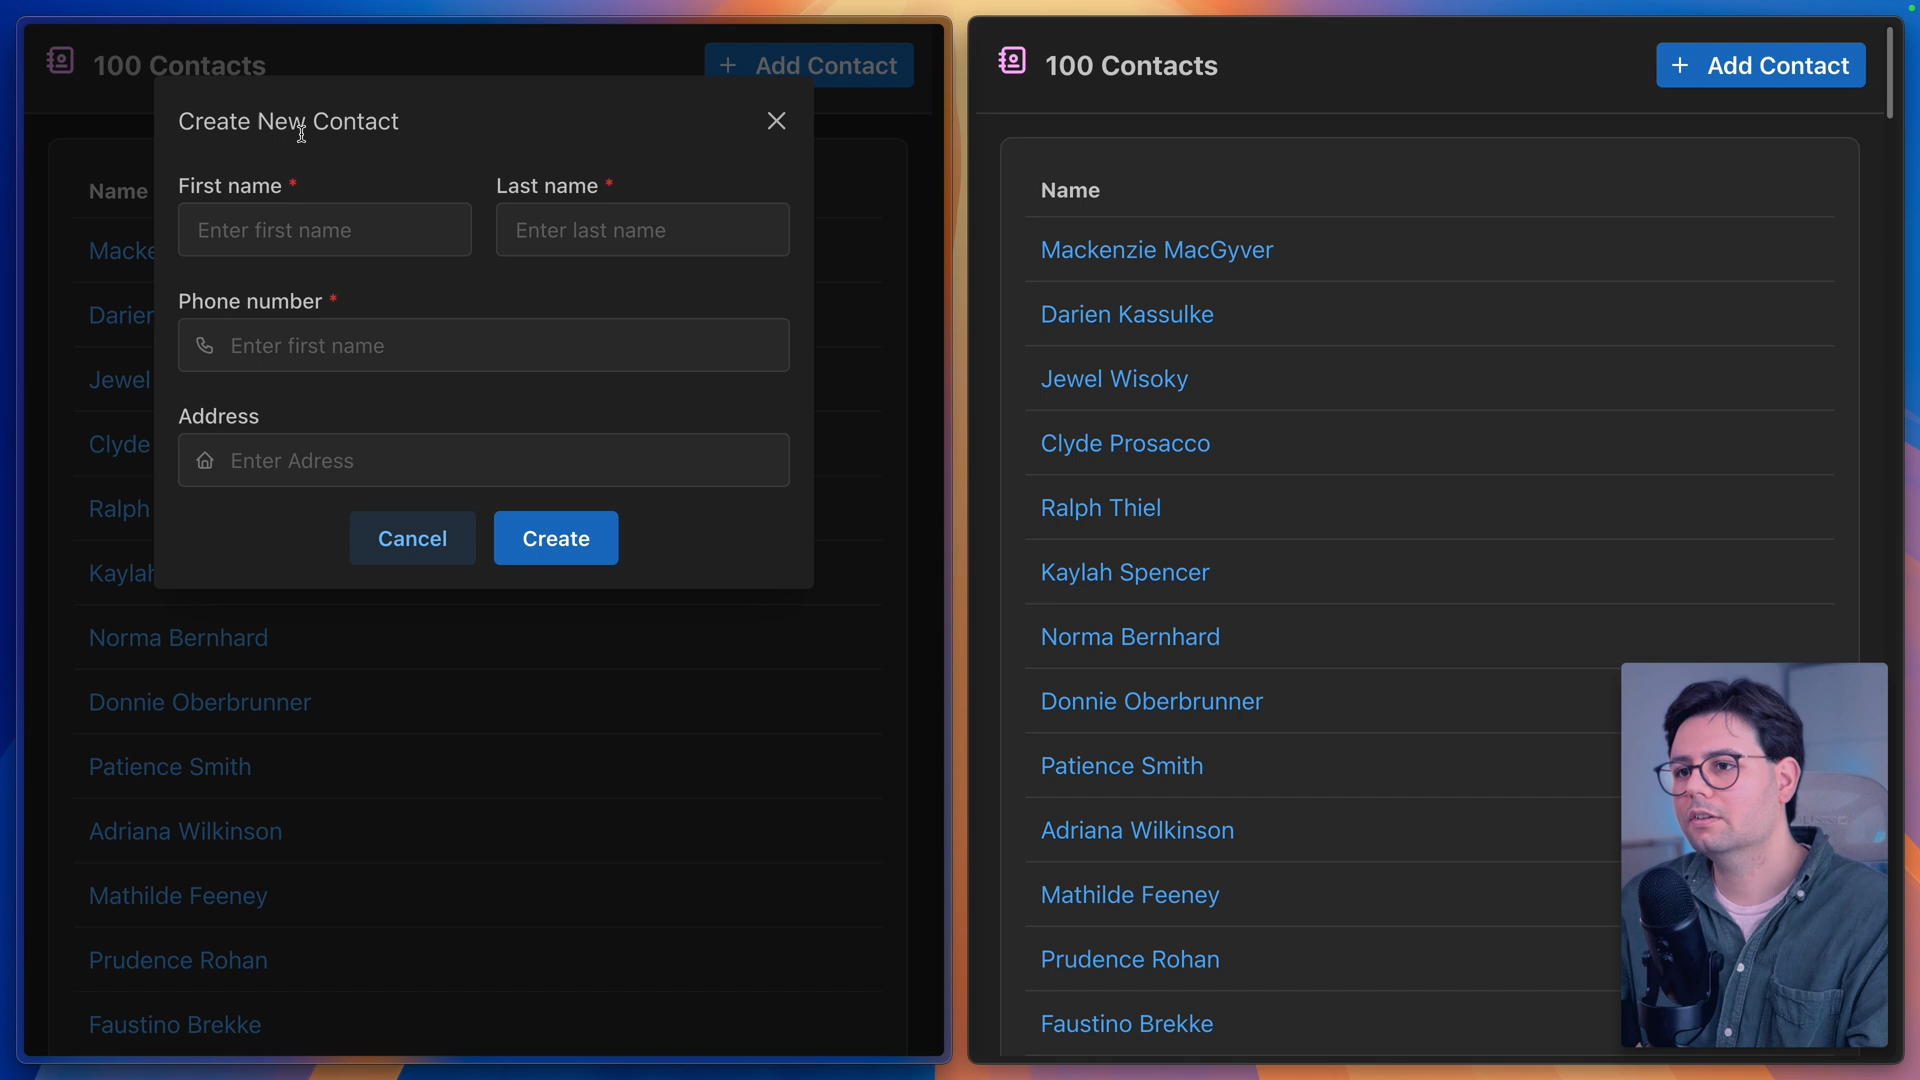 100 Contacts
+ Add Contact
Create New Contact
First name *
Last name *
Enter first name
Enter last name
Phone number *
Enter first name
Address
Enter Adress
Cancel
Create
Name
Macke
Darier
Jewel
Clyde
Ralph
Kaylah
Norma Bernhard
Donnie Oberbrunner
Patience Smith
Adriana Wilkinson
Mathilde Feeney
Prudence Rohan
Faustino Brekke
100 Contacts
+ Add Contact
Name
Mackenzie MacGyver
Darien Kassulke
Jewel Wisoky
Clyde Prosacco
Ralph Thiel
Kaylah Spencer
Norma Bernhard
Donnie Oberbrunner
Patience Smith
Adriana Wilkinson
Mathilde Feeney
Prudence Rohan
Faustino Brekke